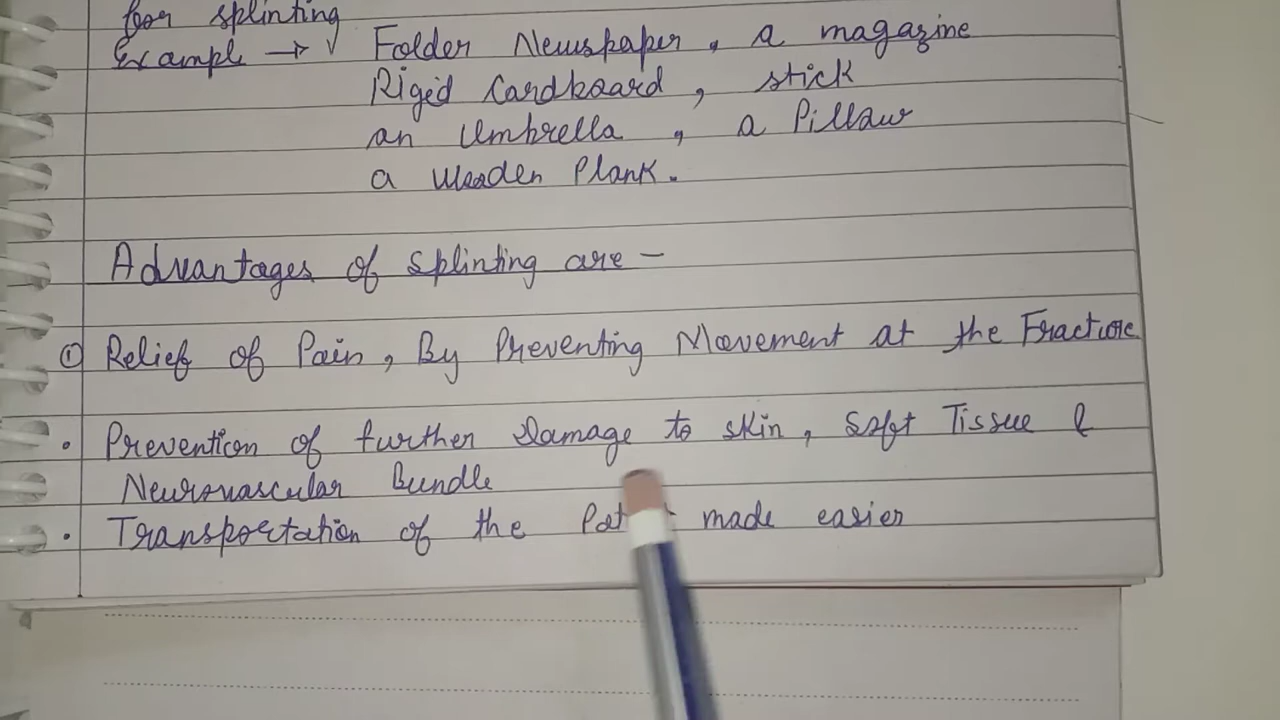 for splinting
Example → Folder Newspaper, a magazine
Rigid Cardboard, stick
an Umbrella, a Pillow
a Wooden Plank.
Advantages of splinting are -
① Relief of Pain, By Preventing Movement at the Fracture
• Prevention of further Damage to skin, Soft Tissue &
Neurovascular Bundle
• Transportation of the made easier